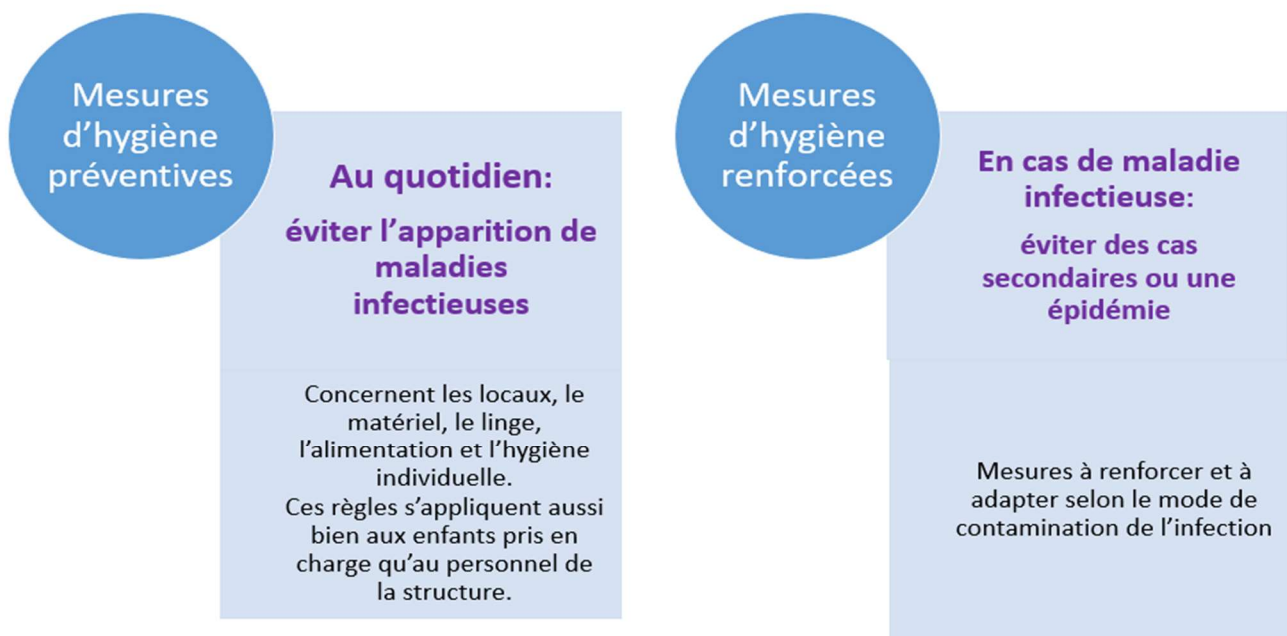 Mesures
d’hygiène
préventives
Au quotidien:
éviter l’apparition de
maladies
infectieuses
Concernent les locaux, le
matériel, le linge,
l’alimentation et l’hygiène
individuelle.
Ces règles s’appliquent aussi
bien aux enfants pris en
charge qu’au personnel de
la structure.
Mesures
d’hygiène
renforcées
En cas de maladie
infectieuse:
éviter des cas
secondaires ou une
épidémie
Mesures à renforcer et à
adapter selon le mode de
contamination de l’infection